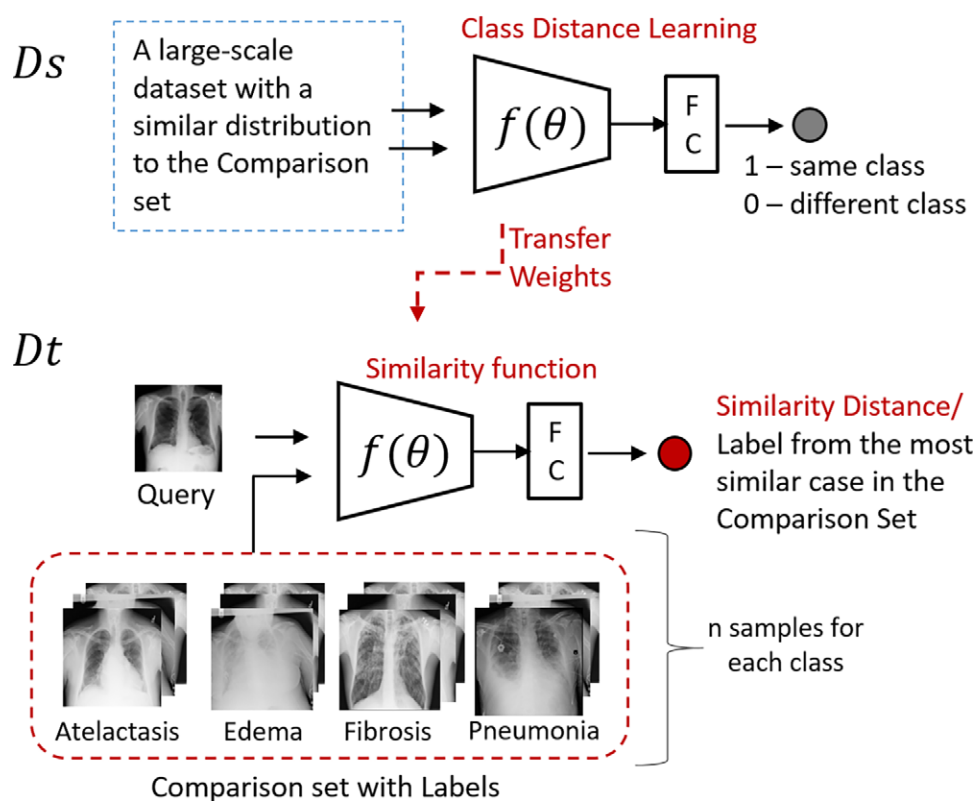 Ds
A large-scale
dataset with a
similar distribution
to the Comparison
set
Class Distance Learning
f(θ)
F
C
1 – same class
0 – different class
Transfer
Weights
Dt
Similarity function
Query
f(θ)
F
C
Similarity Distance/
Label from the most
similar case in the
Comparison Set
Atelactasis Edema Fibrosis Pneumonia
n samples for
each class
Comparison set with Labels